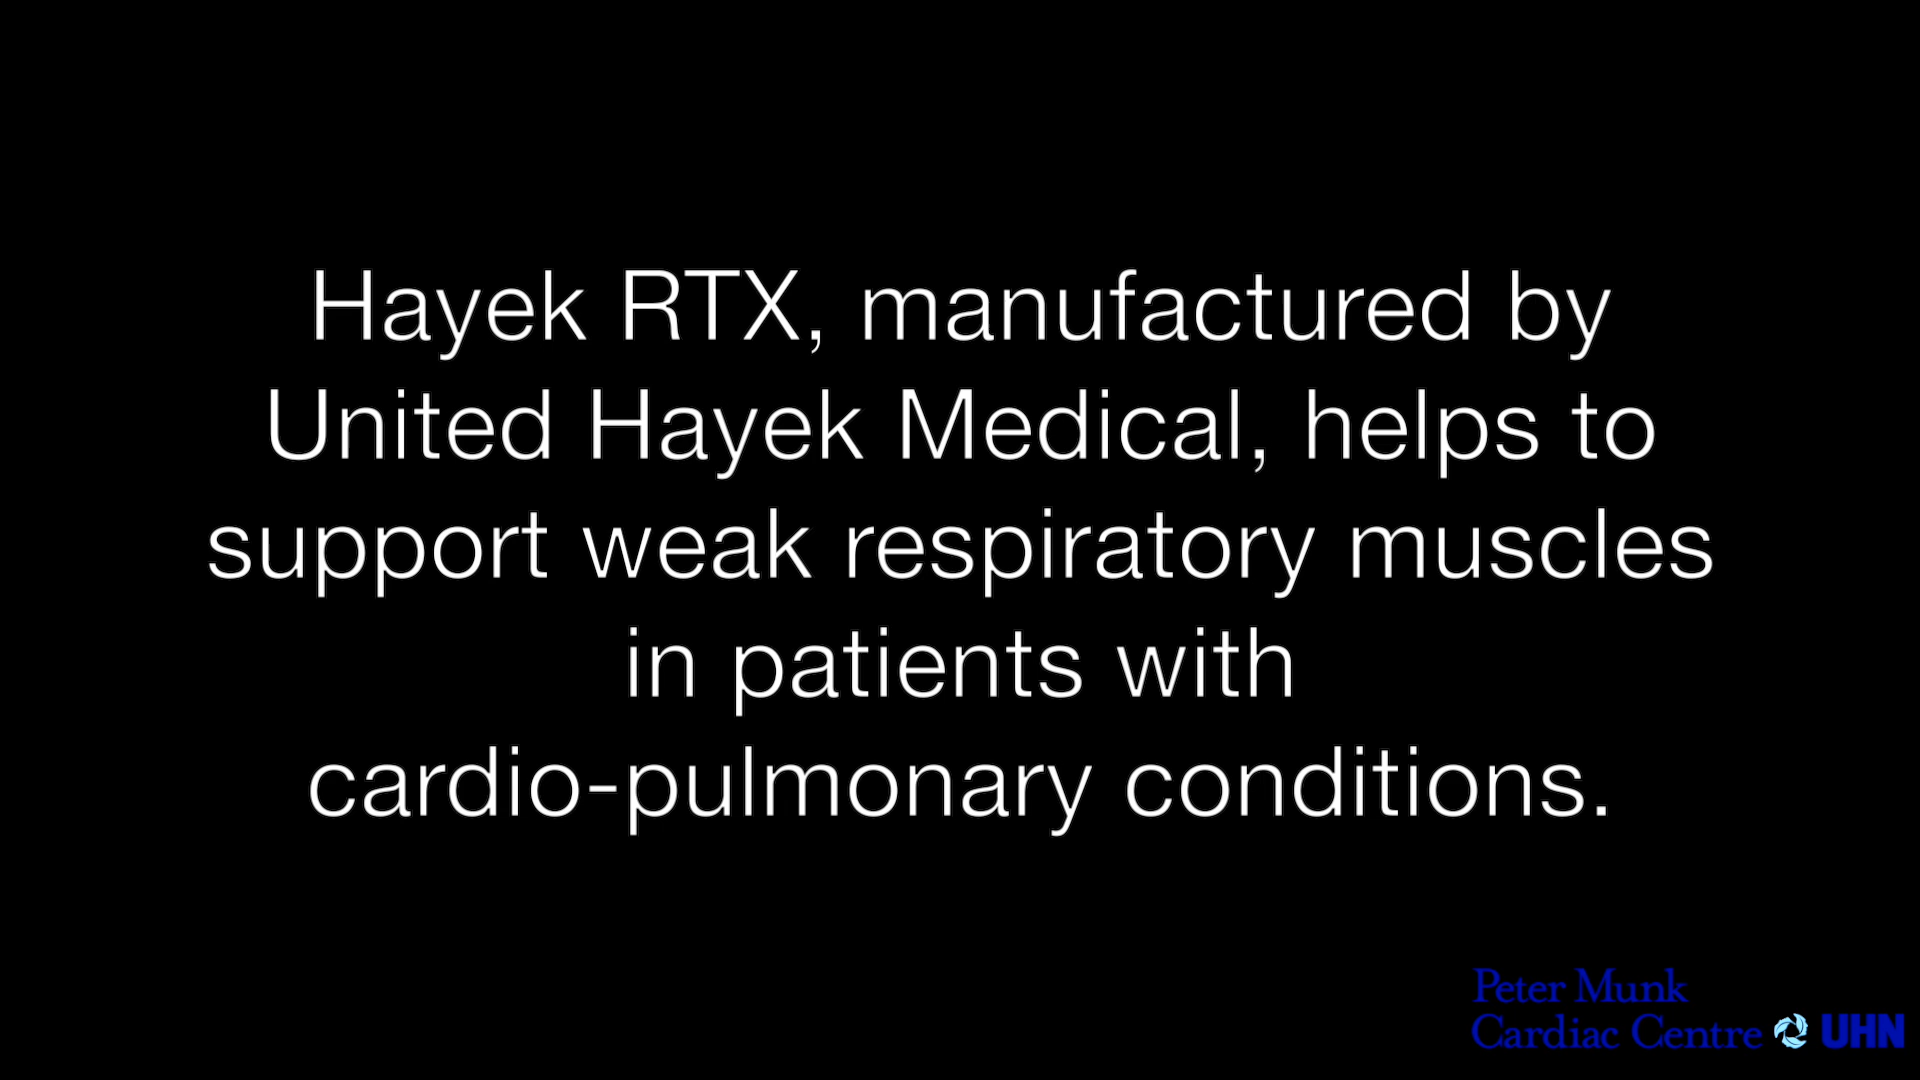 Hayek RTX, manufactured by
United Hayek Medical, helps to
support weak respiratory muscles
in patients with
cardio-pulmonary conditions.
Peter Munk
Cardiac Centre UHN